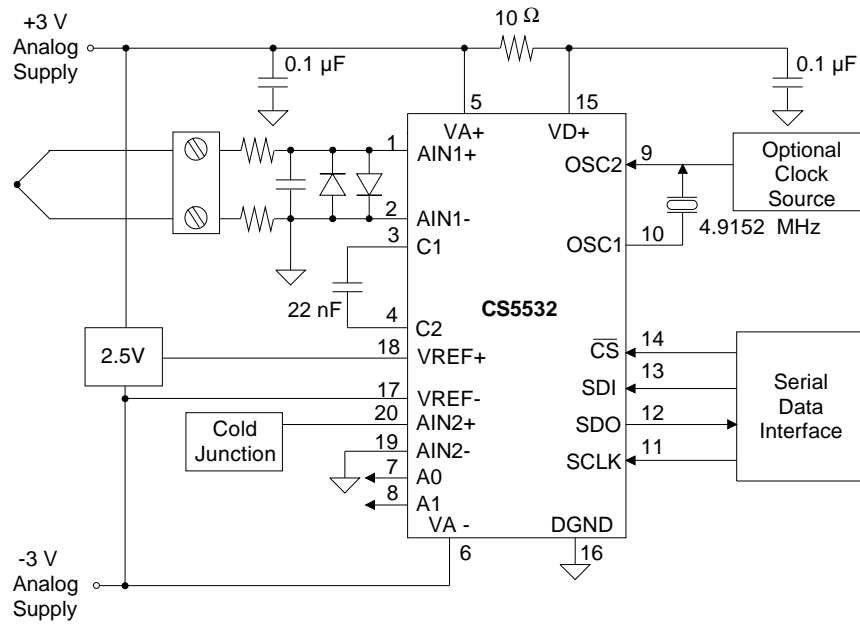 +3 V
Analog
Supply
10 Ω
0.1 µF
0.1 µF
5
15
VA+
VD+
1
AIN1+
OSC2
9
Optional
Clock
Source
2
AIN1-
3
C1
OSC1
10
4.9152 MHz
22 nF
CS5532
4
C2
2.5V
18
VREF+
CS
14
17
VREF-
SDI
13
Serial
Data
Interface
Cold
Junction
20
AIN2+
SDO
12
19
AIN2-
SCLK
11
7
A0
8
A1
VA -
DGND
6
16
-3 V
Analog
Supply